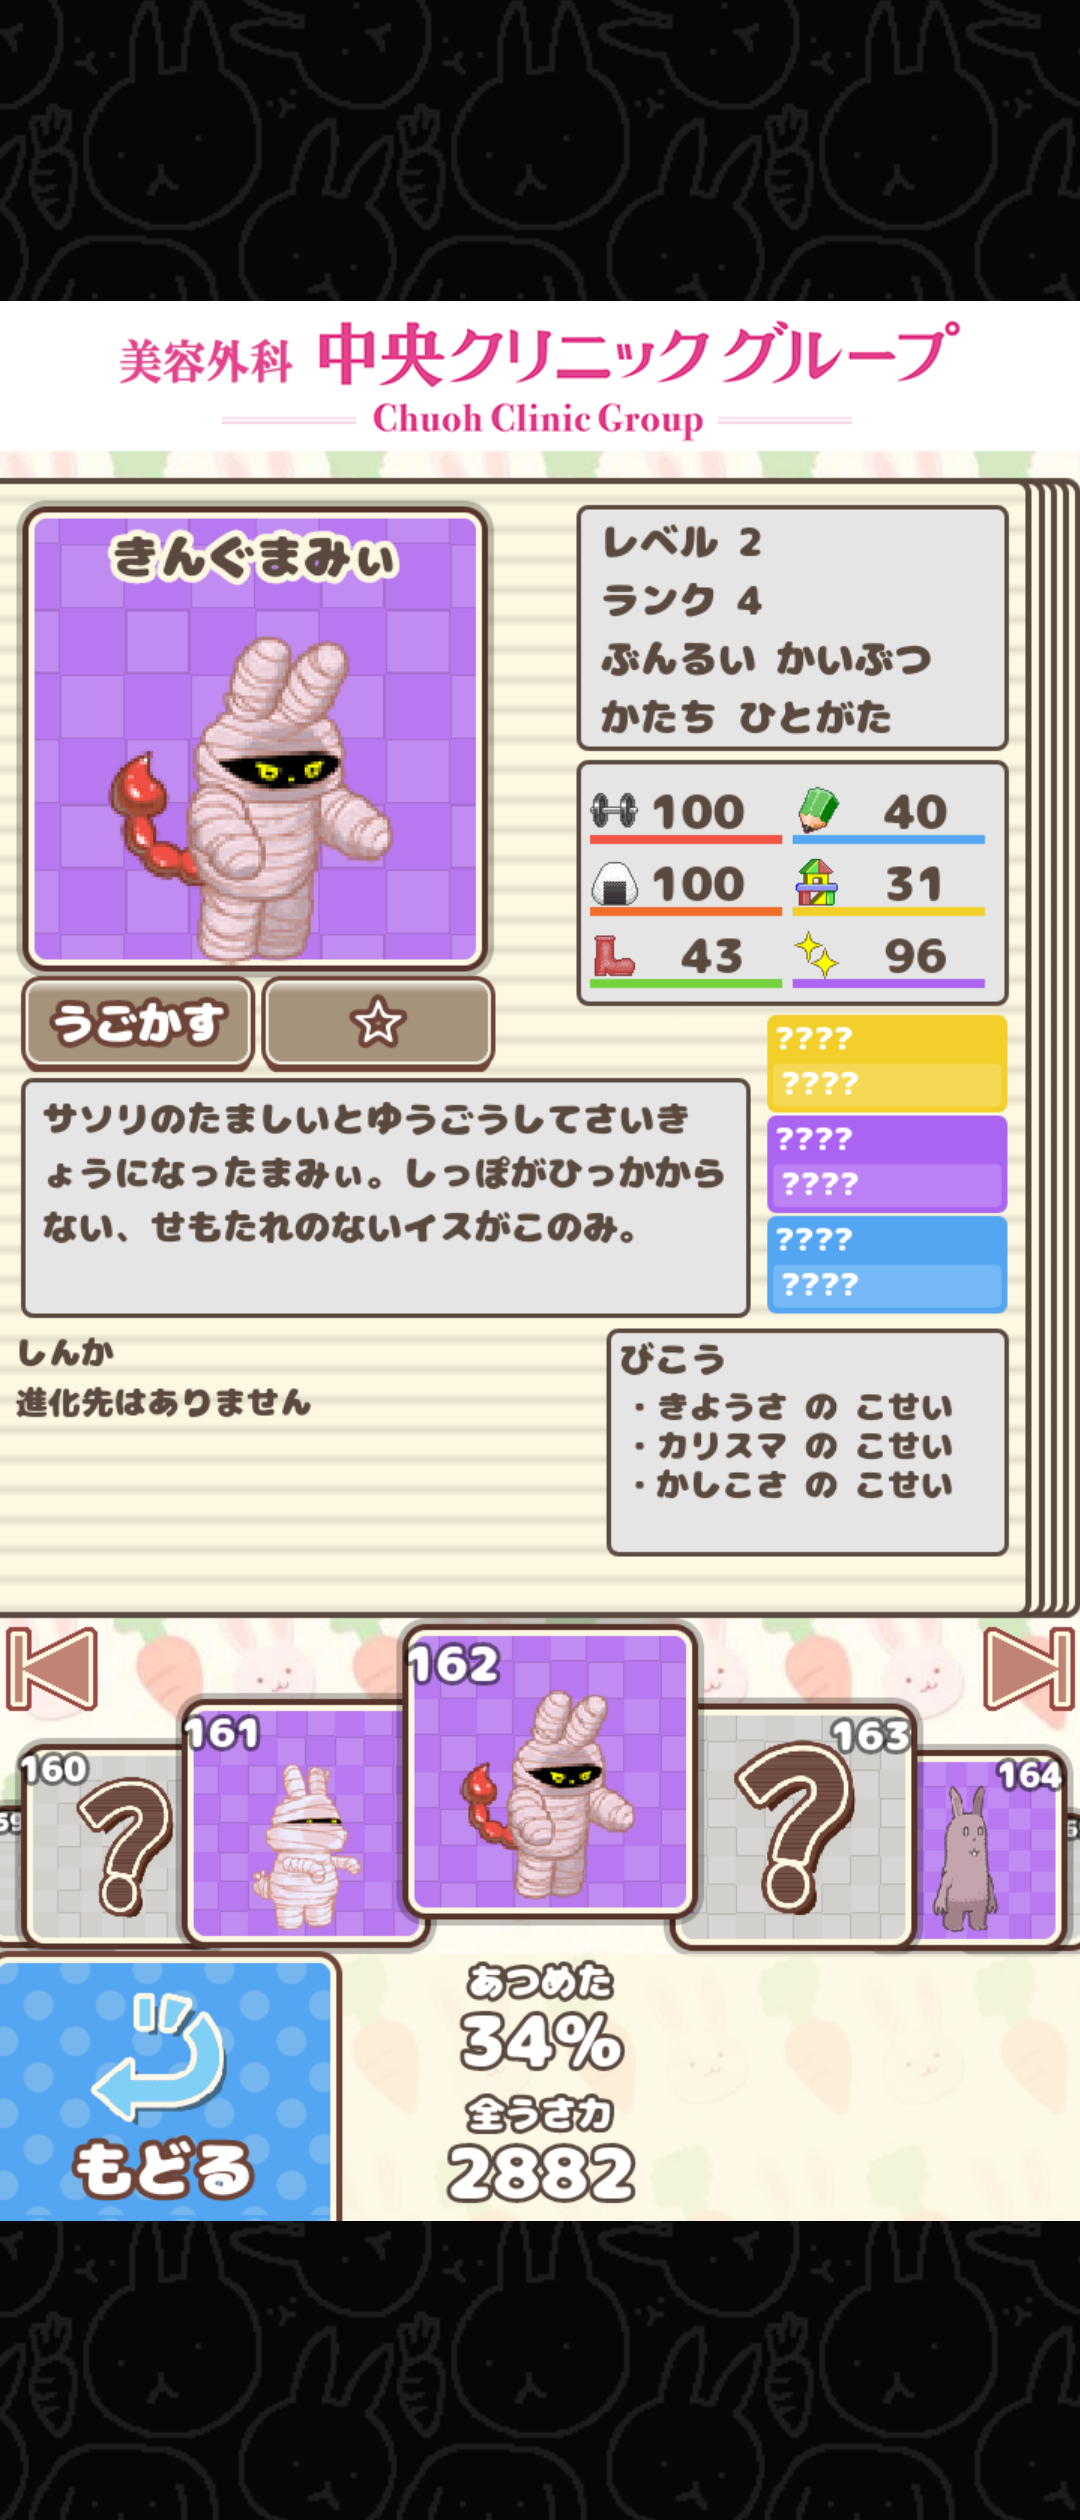 美容外科 中央クリニックグループ
Chuoh Clinic Group
きんぐまみぃ
レベル 2
ランク 4
ぶんるい かいぶつ
かたち ひとがた
100 40
100 31
43 96
うごかす ☆
????
????
????
????
????
????
サソリのたましいとゆうごうしてさいき
ょうになったまみぃ。しっぽがひっかから
ない、せもたれのないイスがこのみ。
しんか
進化先はありません
びこう
・きようさ の こせい
・カリスマ の こせい
・かしこさ の こせい
160
161
162
163
164
?
?
あつめた
34%
全うさ力
2882
もどる